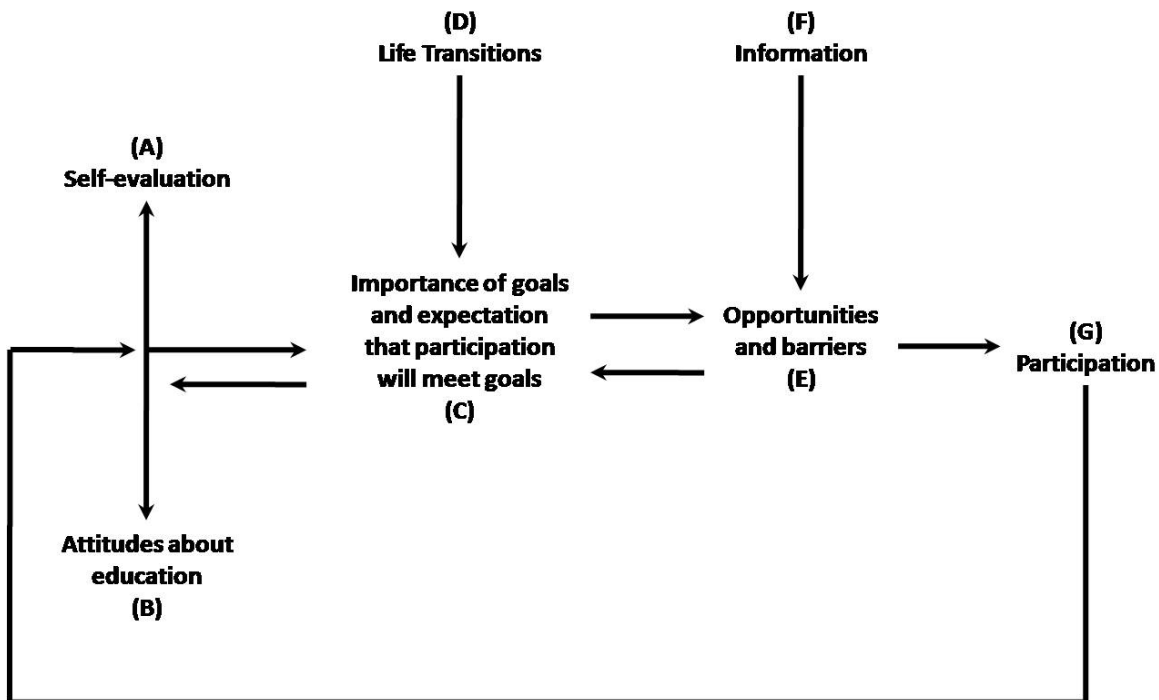 (D)
Life Transitions
(F)
Information
(A)
Self-evaluation
Importance of goals
and expectation
that participation
will meet goals
(C)
Opportunities
and barriers
(E)
(G)
Participation
Attitudes about
education
(B)